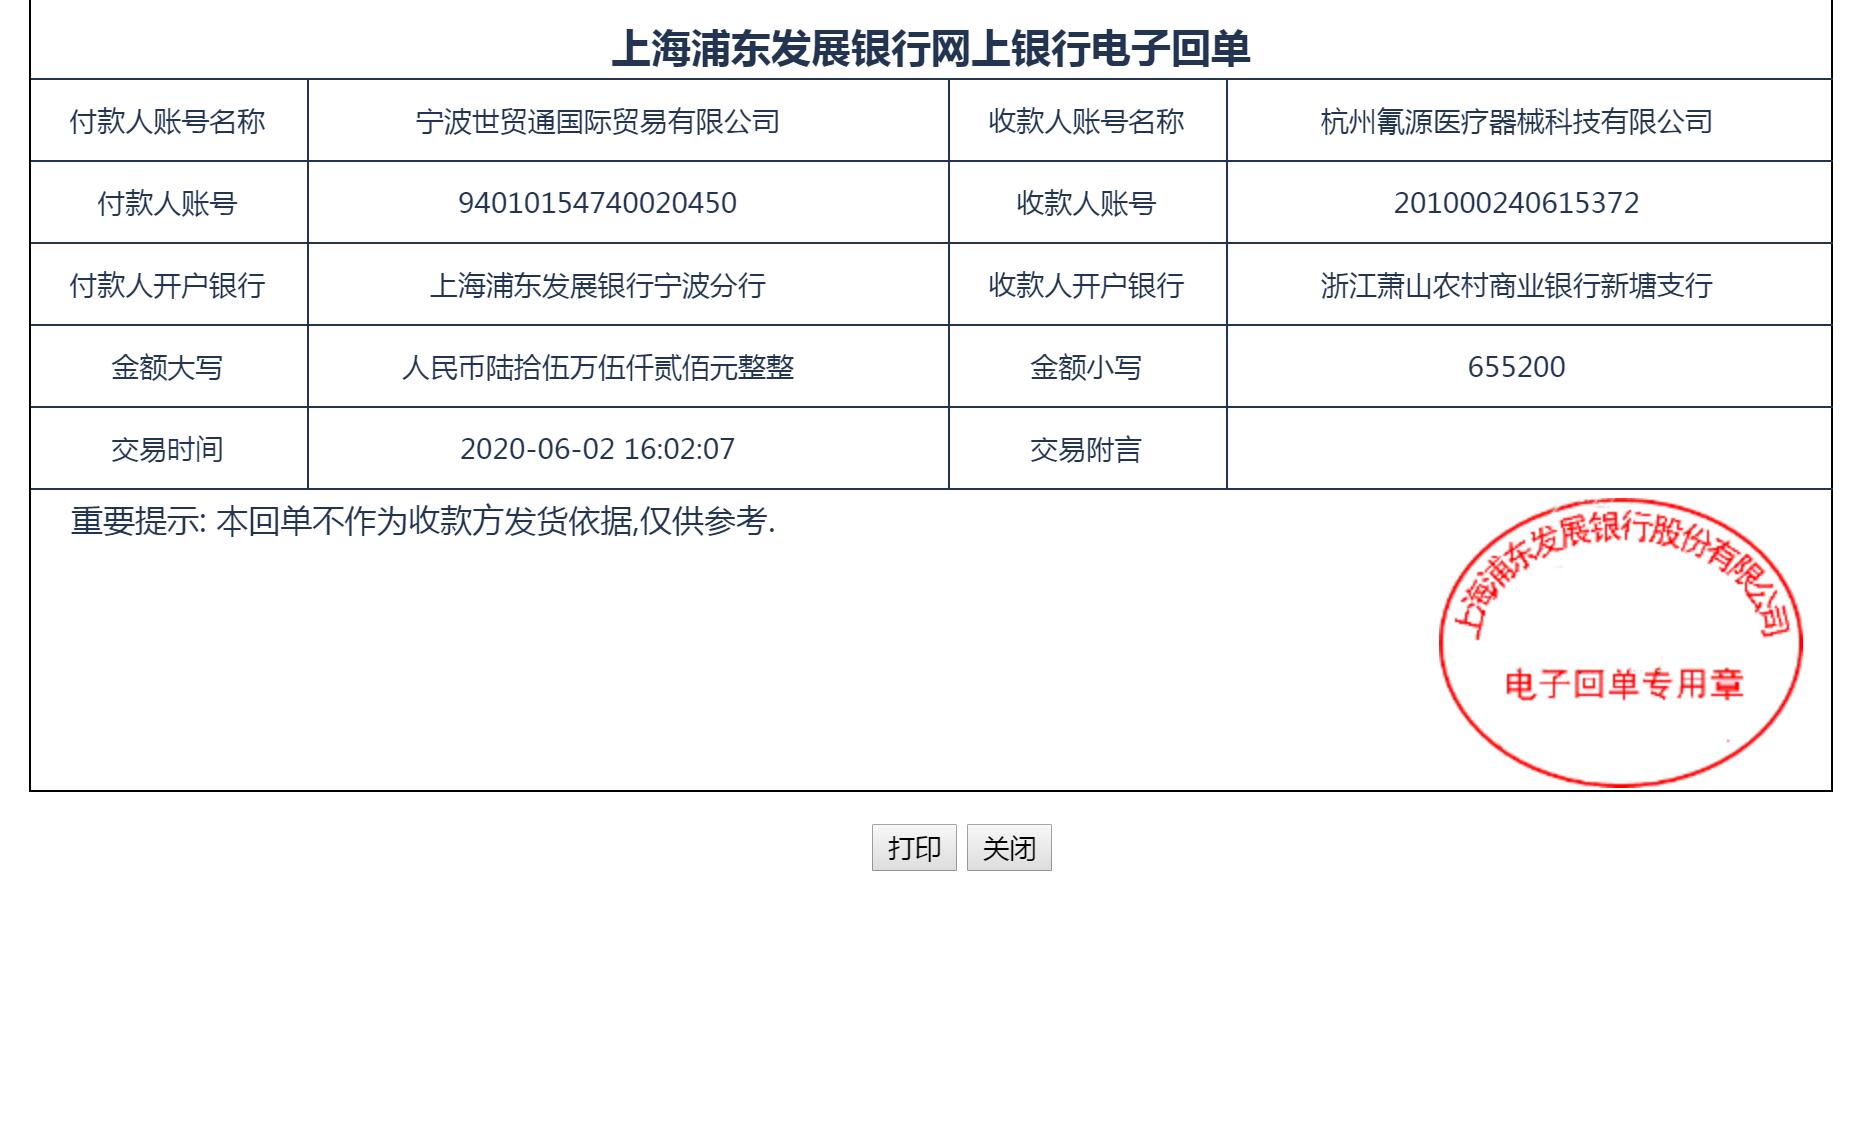 上海浦东发展银行网上银行电子回单
付款人账号名称 宁波世贸通国际贸易有限公司 收款人账号名称 杭州氰源医疗器械科技有限公司
付款人账号 94010154740020450 收款人账号 201000240615372
付款人开户银行 上海浦东发展银行宁波分行 收款人开户银行 浙江萧山农村商业银行新塘支行
金额大写 人民币陆拾伍万伍仟贰佰元整整 金额小写 655200
交易时间 2020-06-02 16:02:07 交易附言
重要提示: 本回单不作为收款方发货依据,仅供参考.
上海浦东发展银行股份有限公司
电子回单专用章
打印 关闭